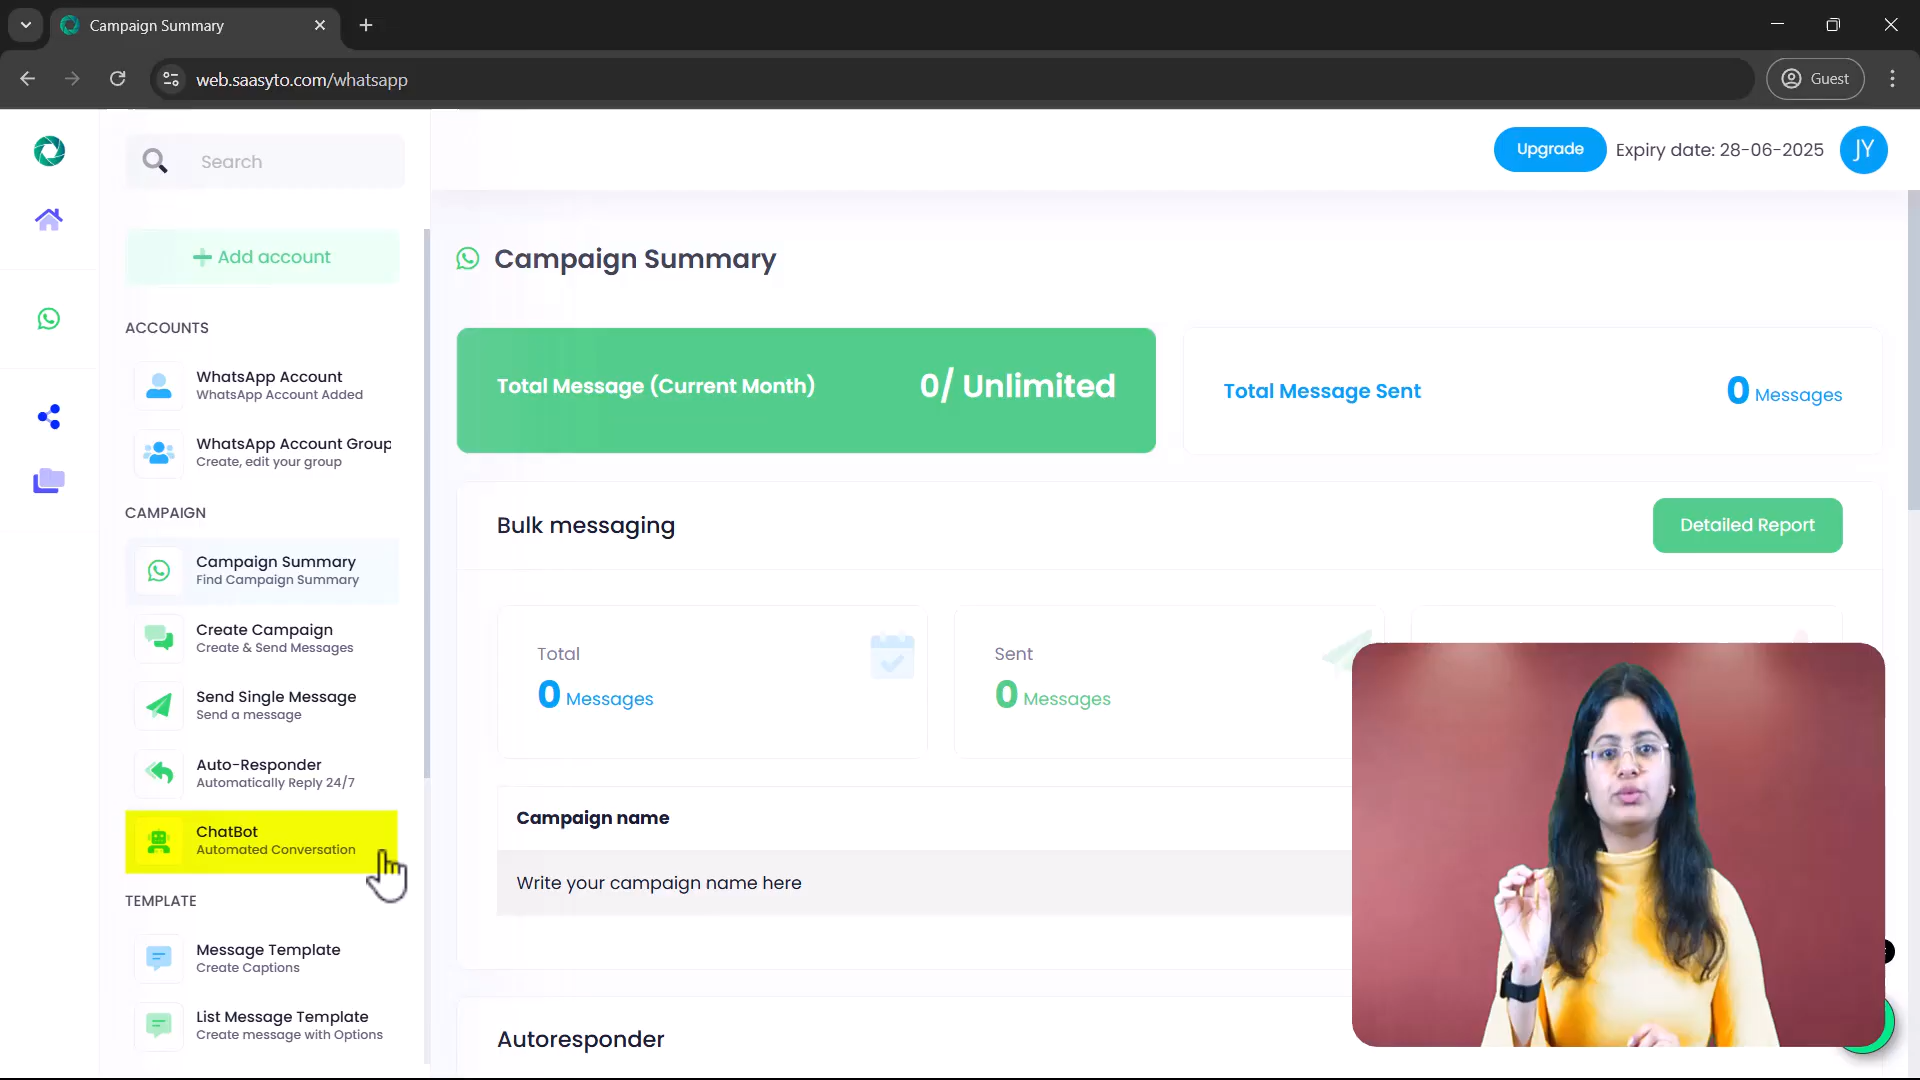 Campaign Summary
web.saasyto.com/whatsapp
Guest
Search
Upgrade
Expiry date: 28-06-2025
JY
Add account
ACCOUNTS
WhatsApp Account
WhatsApp Account Added
WhatsApp Account Group
Create, edit your group
CAMPAIGN
Campaign Summary
Find Campaign Summary
Create Campaign
Create & Send Messages
Send Single Message
Send a message
Auto-Responder
Automatically Reply 24/7
ChatBot
Automated Conversation
TEMPLATE
Message Template
Create Captions
List Message Template
Create message with Options
Campaign Summary
Total Message (Current Month)
0/ Unlimited
Total Message Sent
0 Messages
Bulk messaging
Detailed Report
Total
0 Messages
Sent
0 Messages
Campaign name
Write your campaign name here
Autoresponder